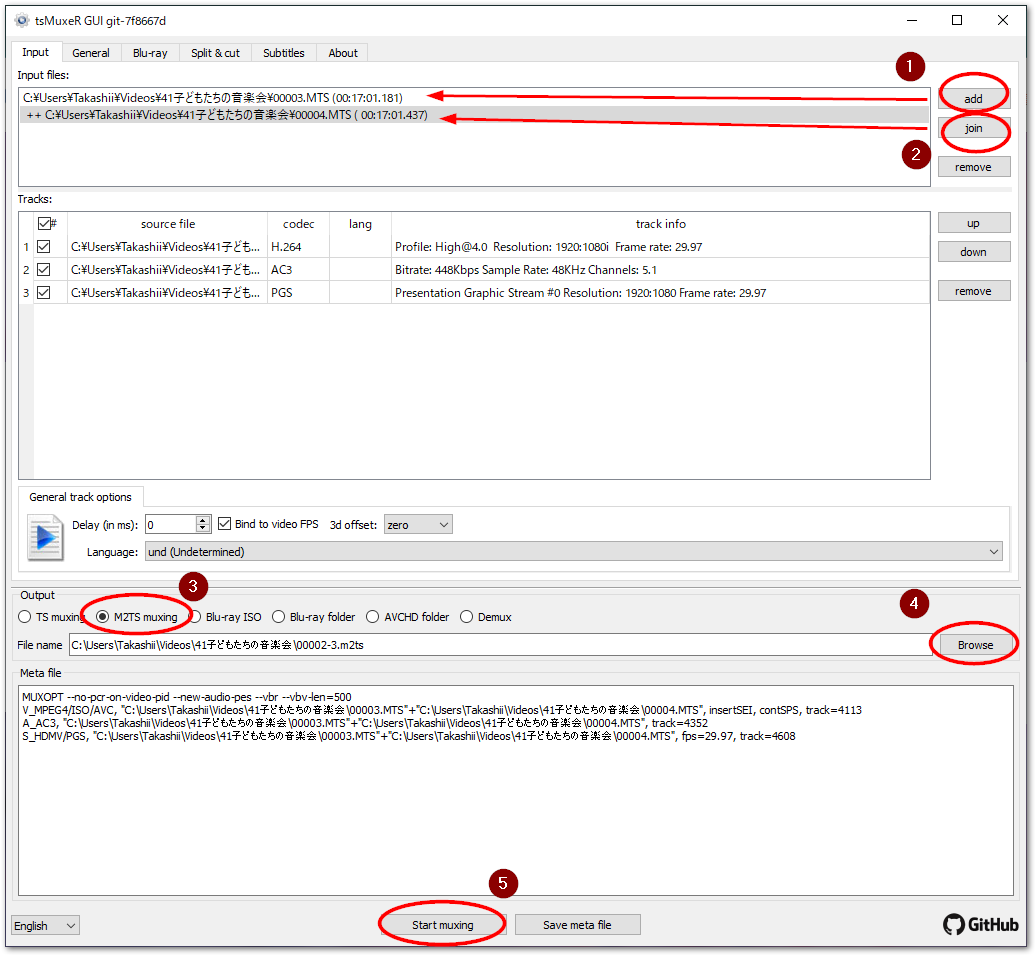 tsMuxeR GUI git-7f8667d
Input General Blu-ray Split & cut Subtitles About
1
Input files:
C:¥Users¥Takashii¥Videos¥41子どもたちの音楽会¥00003.MTS (00:17:01.181)
add
++ C:¥Users¥Takashii¥Videos¥41子どもたちの音楽会¥00004.MTS ( 00:17:01.437)
join
2
remove
Tracks:
# source file codec lang track info
up
1 C:¥Users¥Takashii¥Videos¥41子ども... H.264 Profile: High@4.0 Resolution: 1920:1080i Frame rate: 29.97
down
2 C:¥Users¥Takashii¥Videos¥41子ども... AC3 Bitrate: 448Kbps Sample Rate: 48KHz Channels: 5.1
3 C:¥Users¥Takashii¥Videos¥41子ども... PGS Presentation Graphic Stream #0 Resolution: 1920:1080 Frame rate: 29.97
remove
General track options
Delay (in ms): 0 Bind to video FPS 3d offset: zero
Language: und (Undetermined)
3
Output
4
TS muxing M2TS muxing Blu-ray ISO Blu-ray folder AVCHD folder Demux
File name C:\Users\Takashii\Videos\41子どもたちの音楽会\00002-3.m2ts Browse
Meta file
MUXOPT --no-pcr-on-video-pid --new-audio-pes --vbr --vbv-len=500
V_MPEG4/ISO/AVC, "C:\Users\Takashii\Videos\41子どもたちの音楽会\00003.MTS"+"C:\Users\Takashii\Videos\41子どもたちの音楽会\00004.MTS", insertSEI, contSPS, track=4113
A_AC3, "C:\Users\Takashii\Videos\41子どもたちの音楽会\00003.MTS"+"C:\Users\Takashii\Videos\41子どもたちの音楽会\00004.MTS", track=4352
S_HDMV/PGS, "C:\Users\Takashii\Videos\41子どもたちの音楽会\00003.MTS"+"C:\Users\Takashii\Videos\41子どもたちの音楽会\00004.MTS", fps=29.97, track=4608
5
English Start muxing Save meta file GitHub